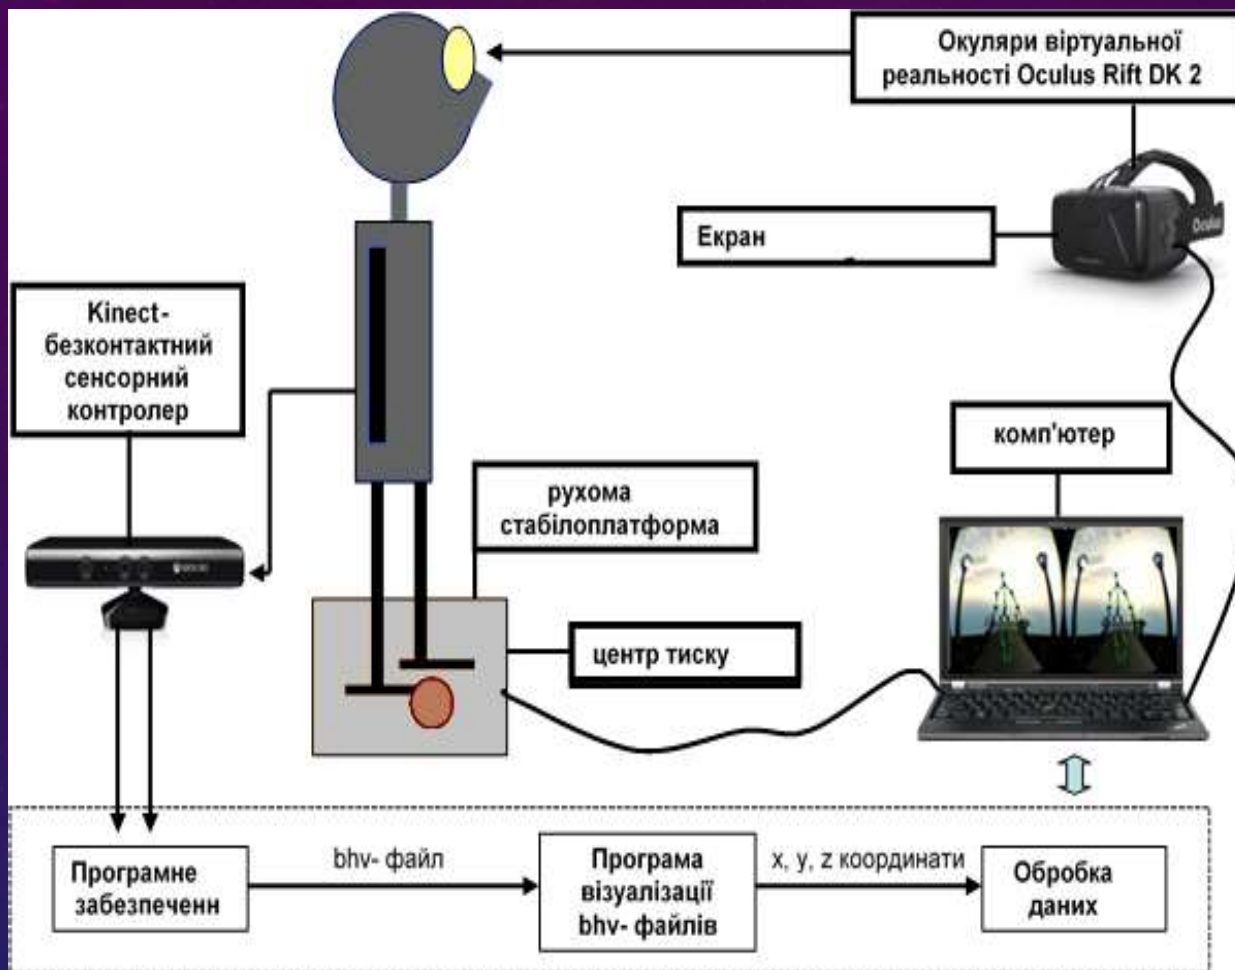 Окуляри віртуальної
реальності Oculus Rift DK 2
Екран
Kinect-
безконтактний
сенсорний
контролер
комп'ютер
рухома
стабілоплатформа
центр тиску
Програмне
забезпеченн
bhv- файл
Програма
візуалізації
bhv- файлів
x, y, z координати
Обробка
даних